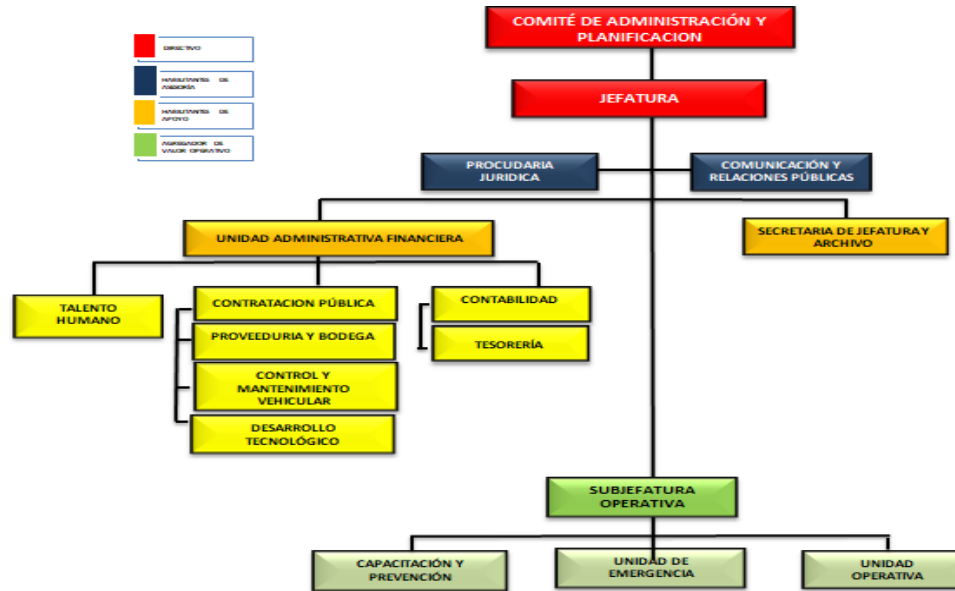 COMITÉ DE ADMINISTRACIÓN Y
PLANIFICACION
DIRECTIVO
HABILITANTES DE
ASESORÍA
HABILITANTES DE
APOYO
AGREGADOR DE
VALOR OPERATIVO
JEFATURA
PROCUDARIA
JURIDICA
COMUNICACIÓN Y
RELACIONES PÚBLICAS
UNIDAD ADMINISTRATIVA FINANCIERA
SECRETARIA DE JEFATURA Y
ARCHIVO
TALENTO
HUMANO
CONTRATACION PÚBLICA
PROVEEDURIA Y BODEGA
CONTROL Y
MANTENIMIENTO
VEHICULAR
DESARROLLO
TECNOLÓGICO
CONTABILIDAD
TESORERÍA
SUBJEFATURA
OPERATIVA
CAPACITACIÓN Y
PREVENCIÓN
UNIDAD DE
EMERGENCIA
UNIDAD
OPERATIVA